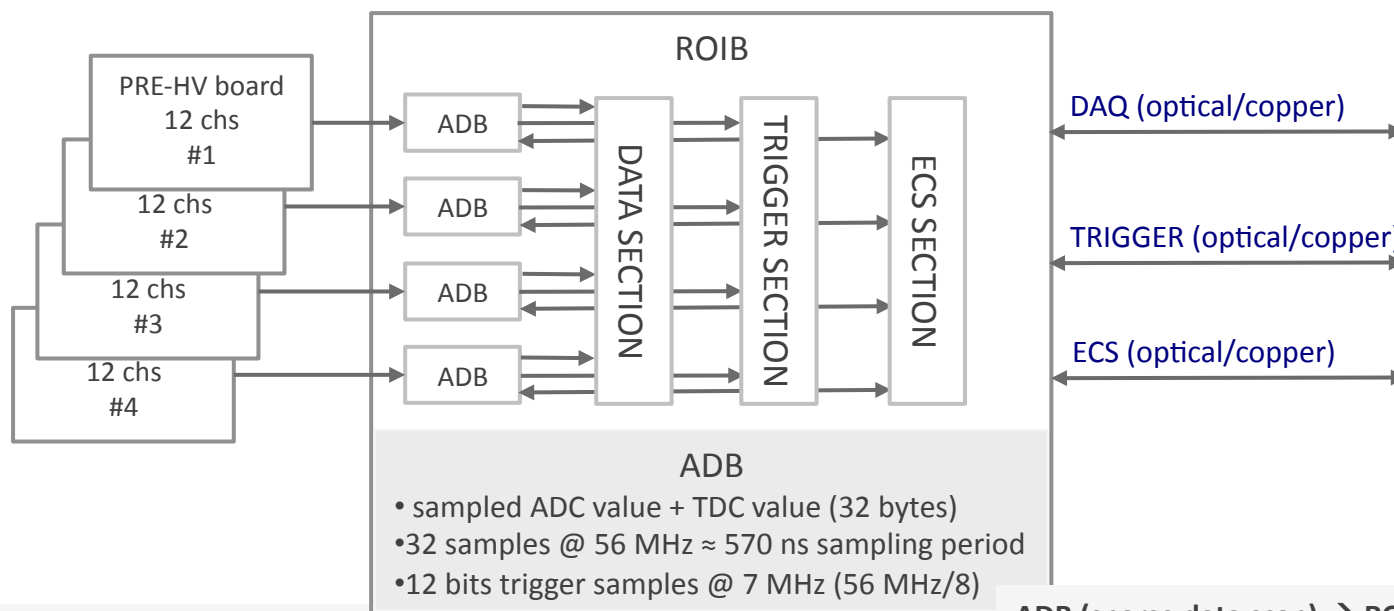 ROIB
PRE-HV board
12 chs
#1
12 chs
#2
12 chs
#3
12 chs
#4
ADB
ADB
ADB
ADB
DATA SECTION
TRIGGER SECTION
ECS SECTION
DAQ (optical/copper)
TRIGGER (optical/copper)
ECS (optical/copper)
ADB
• sampled ADC value + TDC value (32 bytes)
•32 samples @ 56 MHz ≈ 570 ns sampling period
•12 bits trigger samples @ 7 MHz (56 MHz/8)